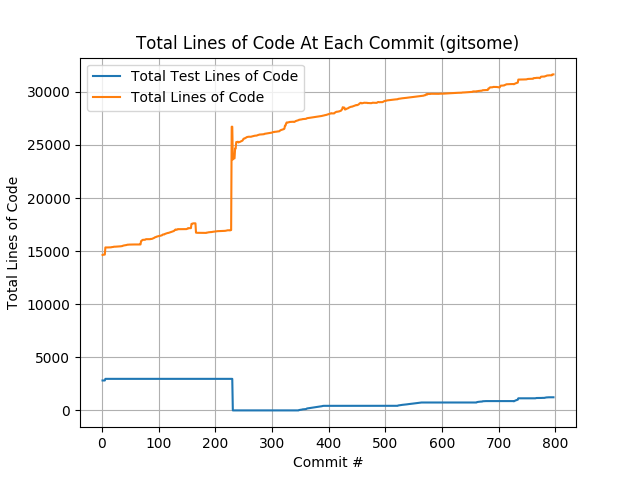 Total Lines of Code At Each Commit (gitsome)
Total Test Lines of Code
Total Lines of Code
Total Lines of Code
30000
25000
20000
15000
10000
5000
0
0 100 200 300 400 500 600 700 800
Commit #